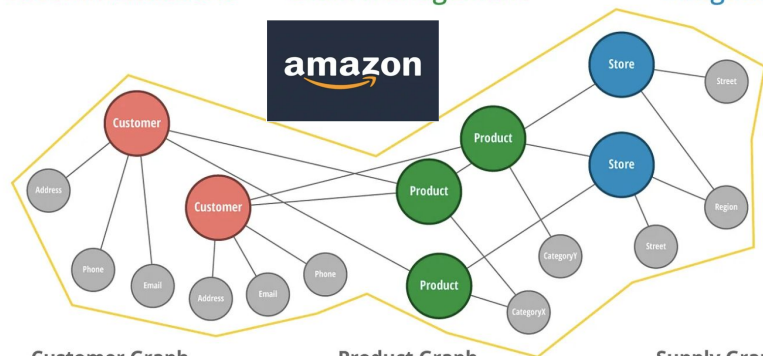 amazon
Store
Street
Customer
Product
Store
Product
Address
Customer
Region
Street
CategoryY
Phone
Phone
Email
Address
Email
Product
CategoryX
Customer Graph
Product Graph